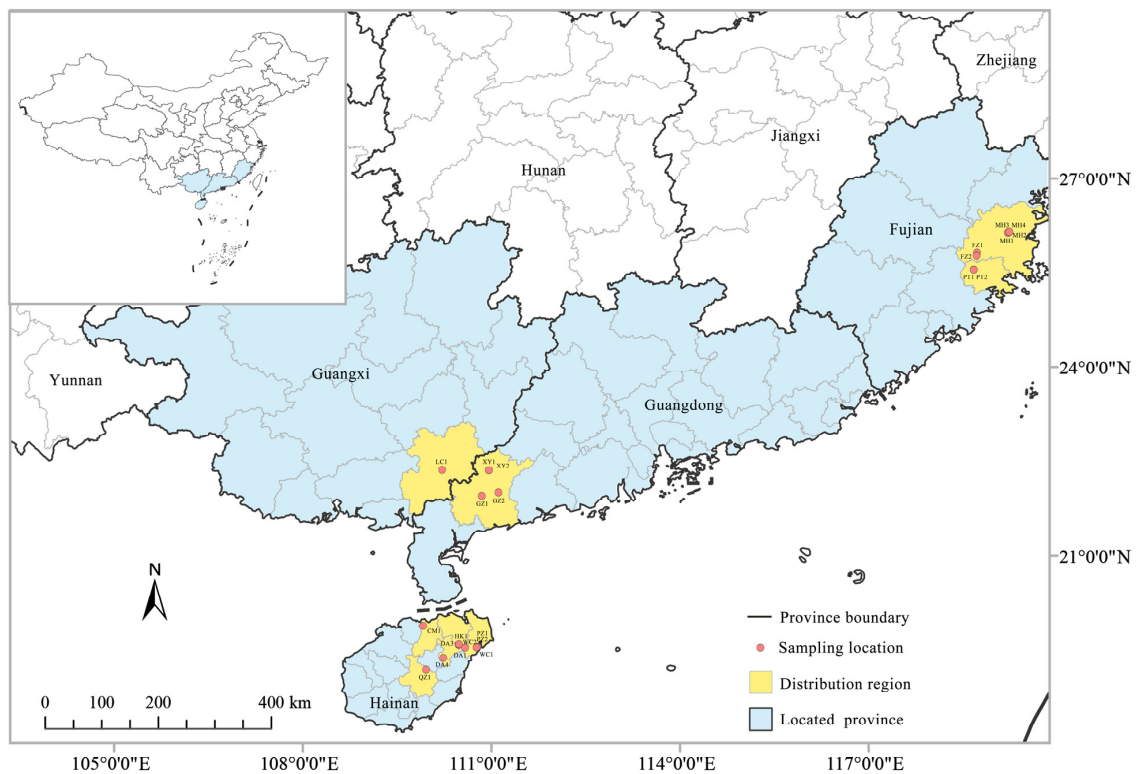 Zhejiang
Jiangxi
Hunan
27°0'0"N
Fujian
MH3 MH4
MH2
MH1
FZ1
FZ2
PT1 PT2
24°0'0"N
Guangxi
Yunnan
Guangdong
LC1
XY1
XY2
GZ1
21°0'0"N
N
Province boundary
CM1
HK1
PZ1
PZ2
DA3
WC2
Sampling location
DA1
WC1
DA4
QZ1
Distribution region
Hainan
0 100 200 400 km
Located province
105°0'0"E 108°0'0"E 111°0'0"E 114°0'0"E 117°0'0"E